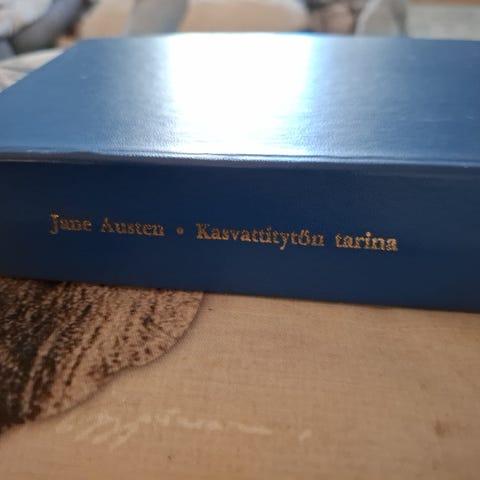 Jane Austen • Kasvattitytön tarina